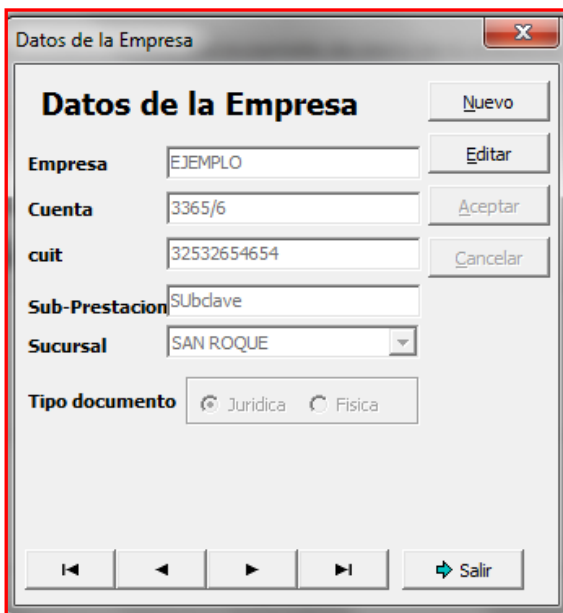 Datos de la Empresa
Datos de la Empresa
Nuevo
Empresa EJEMPLO
Editar
Cuenta 3365/6
Aceptar
cuit 32532654654
Cancelar
Sub-Prestacion SUbclave
Sucursal SAN ROQUE
Tipo documento Juridica Fisica
Salir